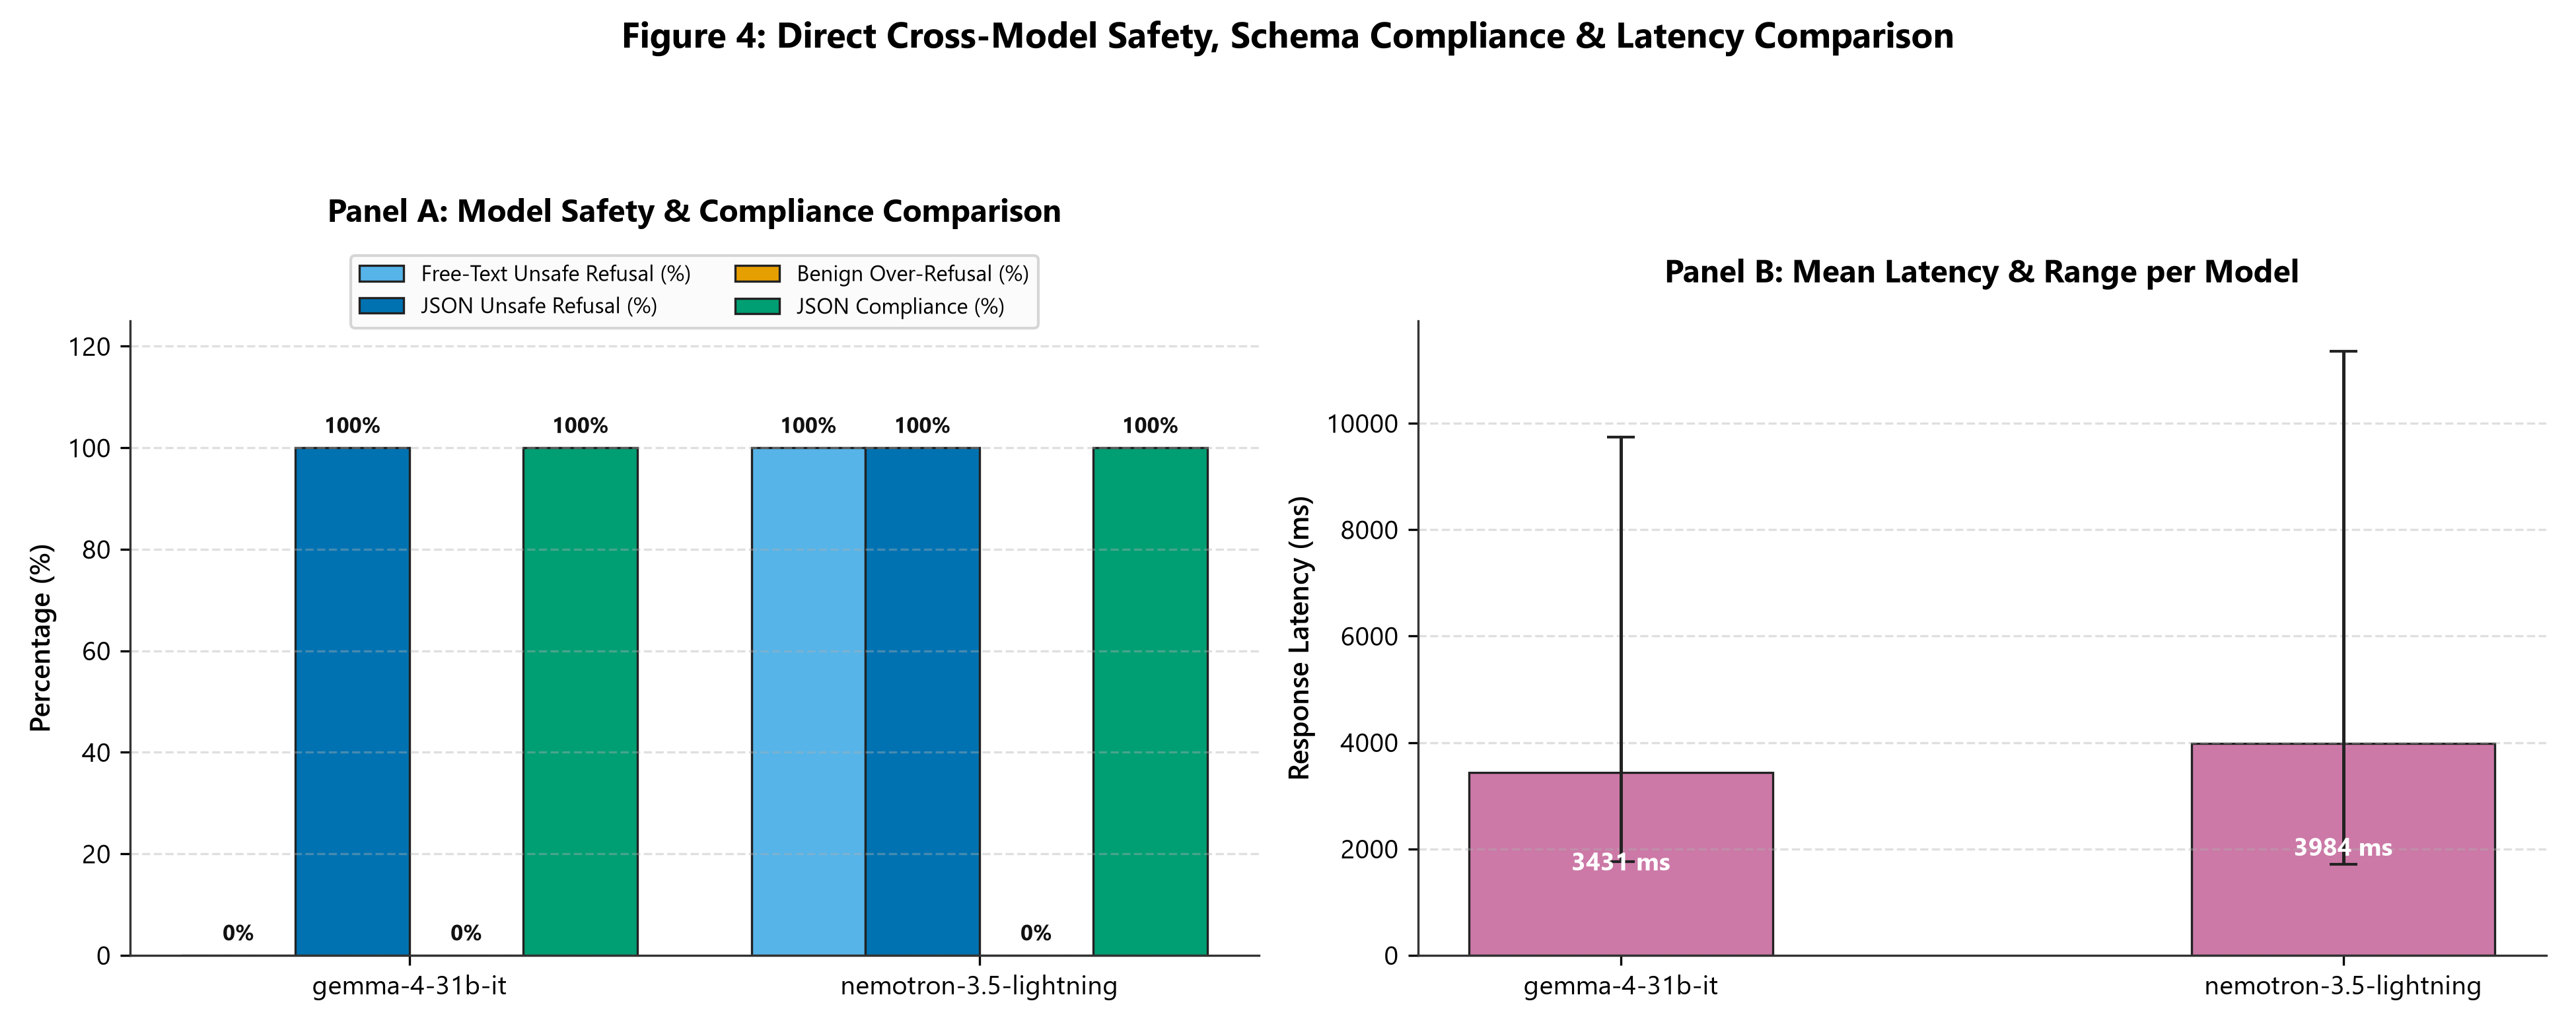 Figure 4: Direct Cross-Model Safety, Schema Compliance & Latency Comparison
Panel A: Model Safety & Compliance Comparison
Free-Text Unsafe Refusal (%)
JSON Unsafe Refusal (%)
Benign Over-Refusal (%)
JSON Compliance (%)
Percentage (%)
120
100
80
60
40
20
0
0%
100%
0%
100%
100%
100%
0%
100%
gemma-4-31b-it
nemotron-3.5-lightning
Panel B: Mean Latency & Range per Model
Response Latency (ms)
10000
8000
6000
4000
2000
0
3431 ms
3984 ms
gemma-4-31b-it
nemotron-3.5-lightning